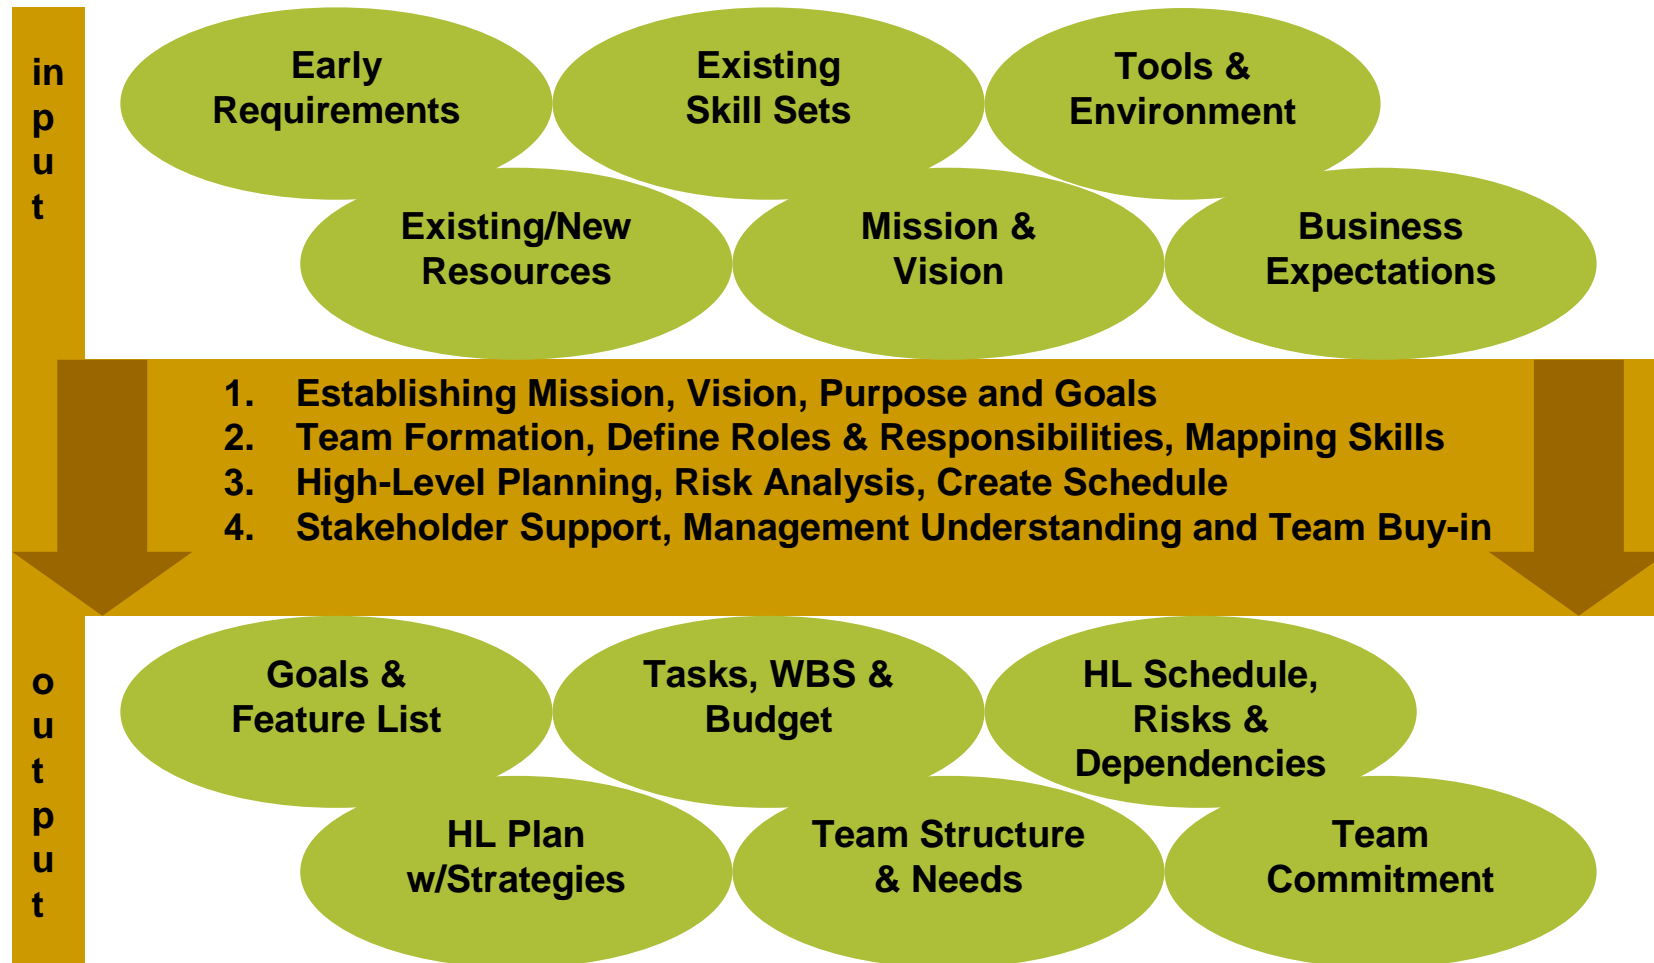 in
p
u
t
Early
Requirements
Existing
Skill Sets
Tools &
Environment
Existing/New
Resources
Mission &
Vision
Business
Expectations
1. Establishing Mission, Vision, Purpose and Goals
2. Team Formation, Define Roles & Responsibilities, Mapping Skills
3. High-Level Planning, Risk Analysis, Create Schedule
4. Stakeholder Support, Management Understanding and Team Buy-in
o
u
t
p
u
t
Goals &
Feature List
Tasks, WBS &
Budget
HL Schedule,
Risks &
Dependencies
HL Plan
w/Strategies
Team Structure
& Needs
Team
Commitment